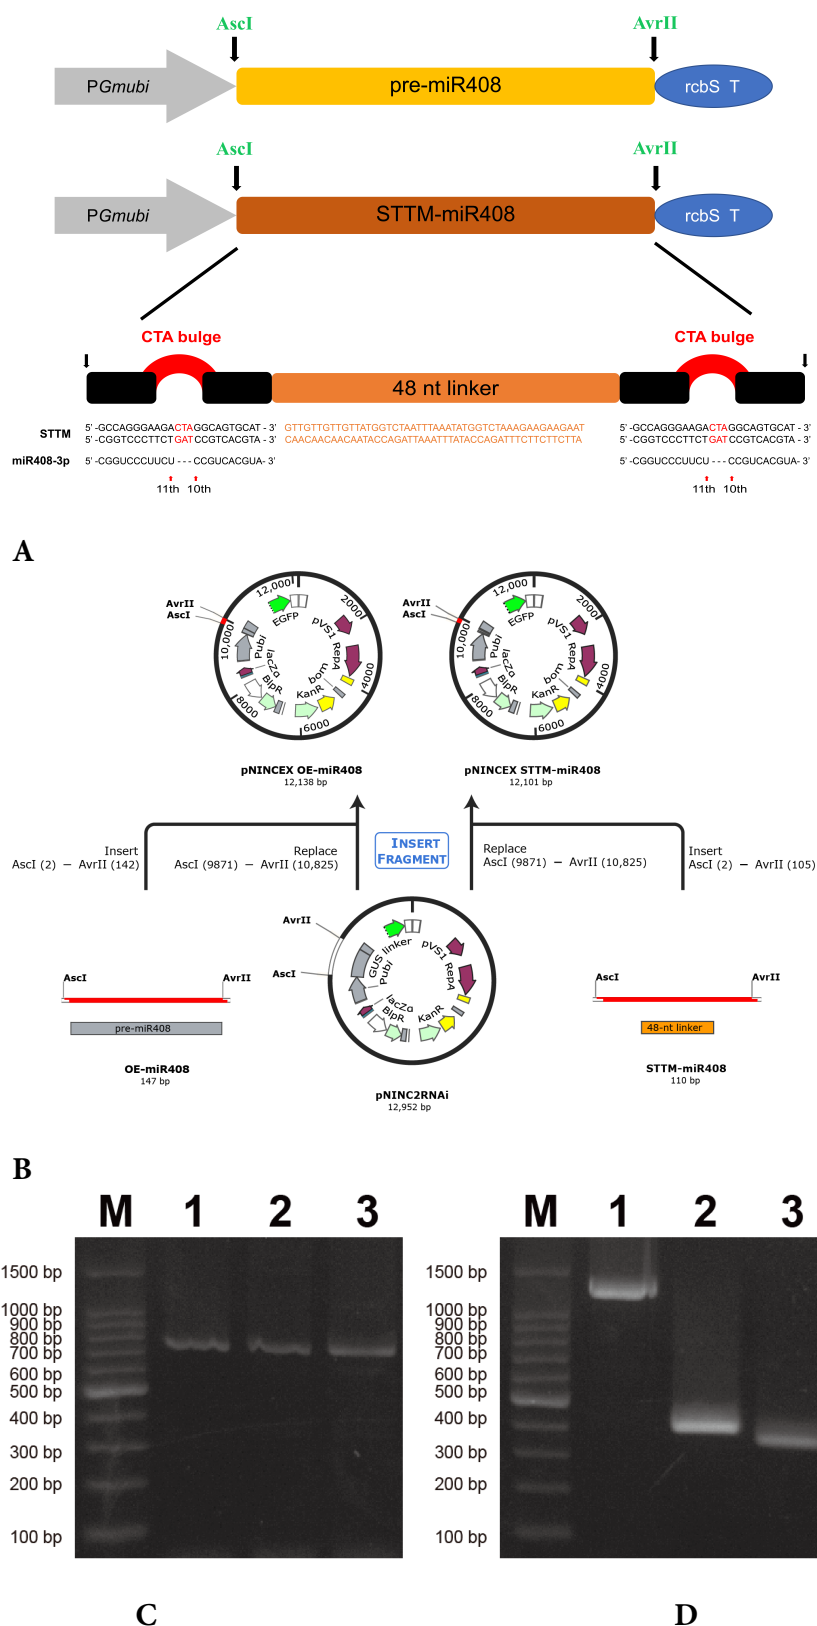 AscI AvrII
PGmubi pre-miR408 rcbS T
AscI AvrII
PGmubi STTM-miR408 rcbS T
CTA bulge CTA bulge
48 nt linker
STTM 5' -GCCAGGGAAGACTAGGCAGTGCAT - 3' GTTGTTGTTGTTATGGTCTAATTTAAATATGGTCTAAAGAAGAAGAAT 5' -GCCAGGGAAGACTAGGCAGTGCAT - 3'
5' -CGGTCCCTTCTGATCCGTCACGTA - 3' CAACAACAACAATACCAGATTAAATTTATACCAGATTTCTTCTTCTTA 5' -CGGTCCCTTCTGATCCGTCACGTA - 3'
miR408-3p 5' -CGGUCCCUUCU - - - CCGUCACGUA- 3' 5' -CGGUCCCUUCU - - - CCGUCACGUA- 3'
11th 10th 11th 10th
A
12,000 2000 4000 6000 8000 10,000
AvrII
AscI
EGFP pVS1 RepA bom KanR BlpR lacZα Pubi
pNINCEX OE-miR408
12,138 bp
12,000 2000 4000 6000 8000 10,000
AvrII
AscI
EGFP pVS1 RepA bom KanR BlpR lacZα Pubi
pNINCEX STTM-miR408
12,101 bp
Insert
AscI (2) – AvrII (142)
Replace
AscI (9871) – AvrII (10,825)
INSERT
FRAGMENT
Replace
AscI (9871) – AvrII (10,825)
Insert
AscI (2) – AvrII (105)
AscI AvrII
pre-miR408
OE-miR408
147 bp
AvrII
AscI
GUS linker pVS1 RepA KanR BlpR lacZα Pubi
pNINC2RNAi
12,952 bp
AscI AvrII
48-nt linker
STTM-miR408
110 bp
B
M 1 2 3
1500 bp
1000 bp
900 bp
800 bp
700 bp
600 bp
500 bp
400 bp
300 bp
200 bp
100 bp
C
M 1 2 3
1500 bp
1000 bp
900 bp
800 bp
700 bp
600 bp
500 bp
400 bp
300 bp
200 bp
100 bp
D